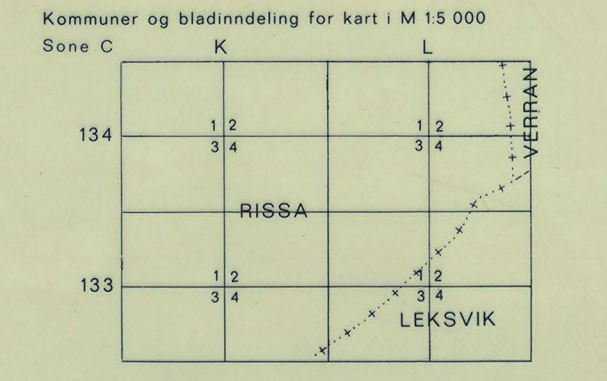 Kommuner og bladinndeling for kart i M 1:5 000
Sone C K L
VERRAN
1 2 1 2
134
3 4 3 4
RISSA
1 2 1 2
133
3 4 3 4
LEKSVIK